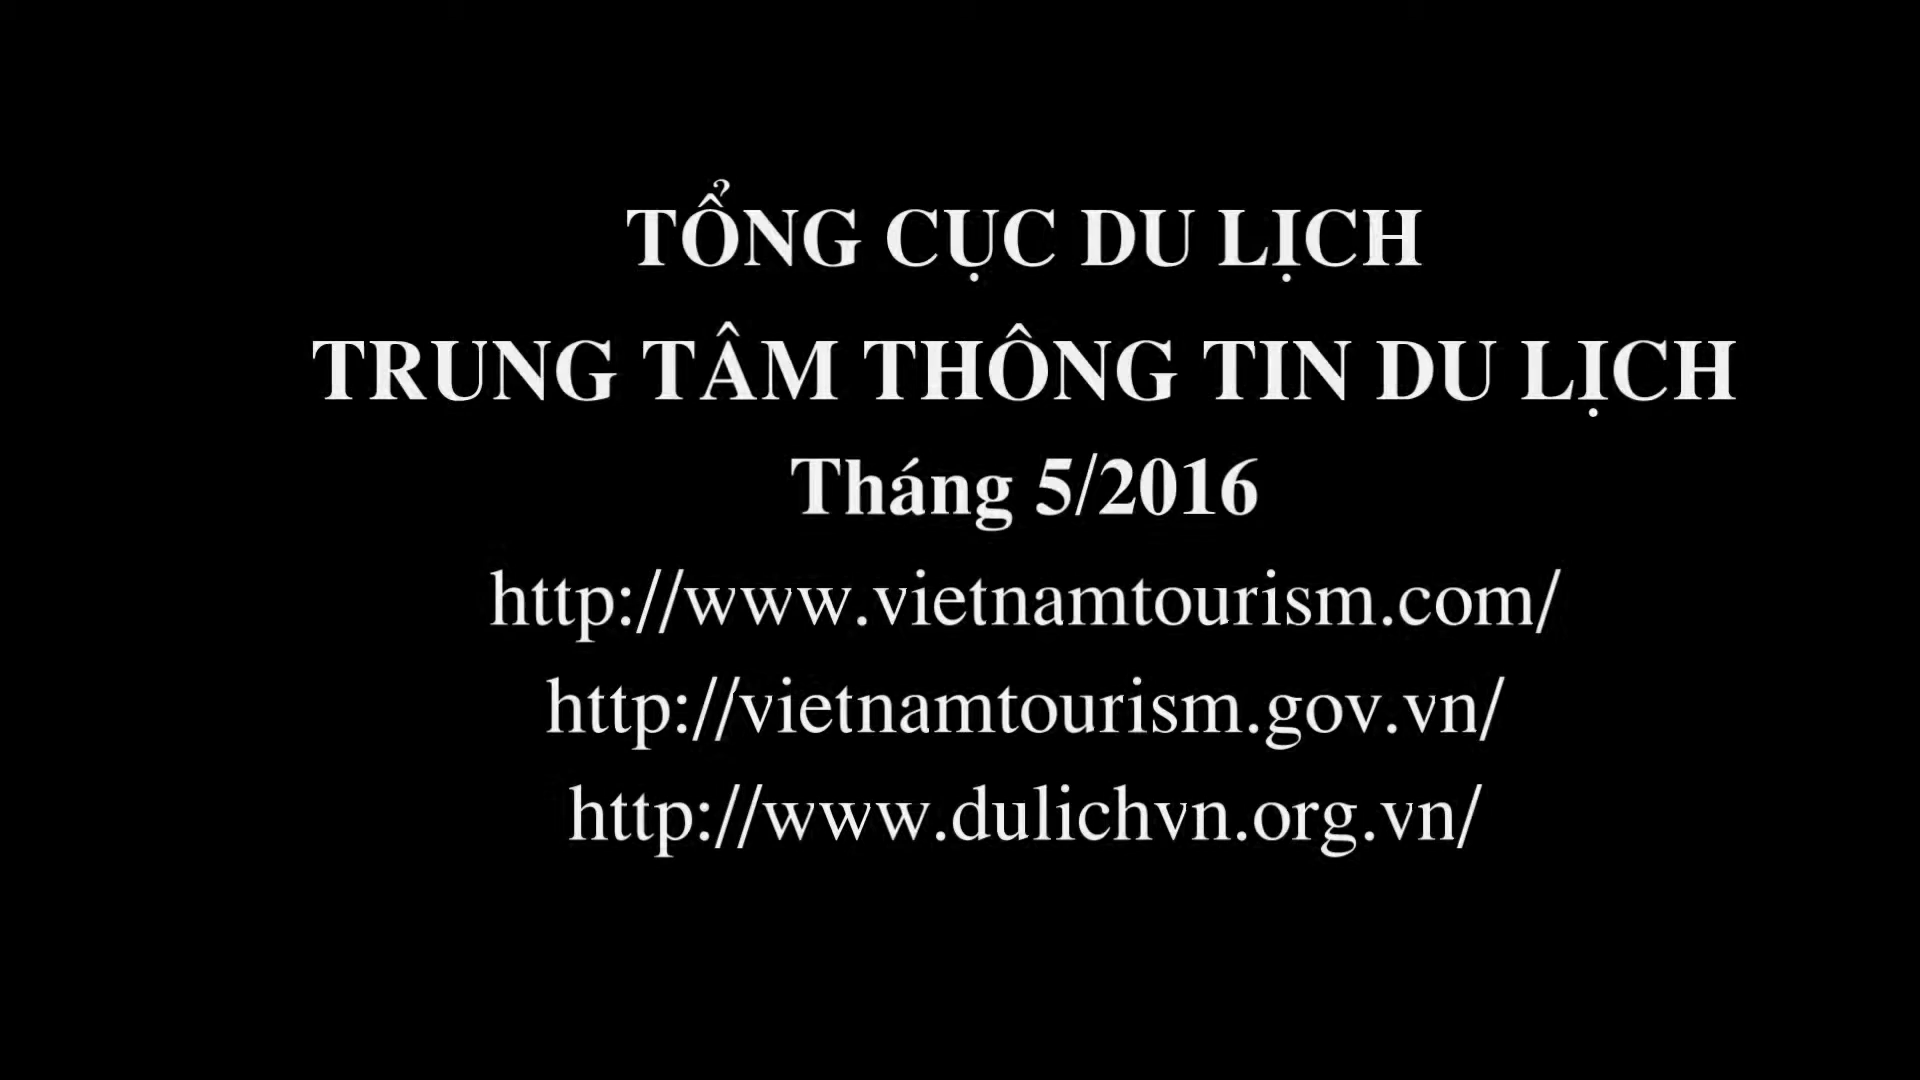 TỔNG CỤC DU LỊCH
TRUNG TÂM THÔNG TIN DU LỊCH
Tháng 5/2016
http://www.vietnamtourism.com/
http://vietnamtourism.gov.vn/
http://www.dulichvn.org.vn/